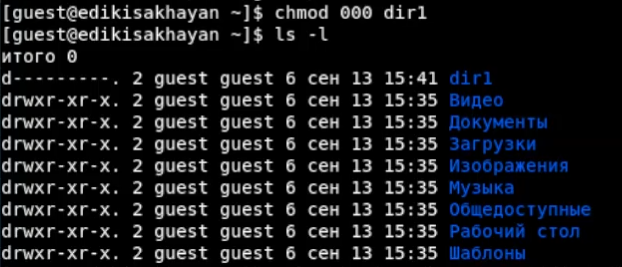 [guest@edikisakhayan ~]$ chmod 000 dir1
[guest@edikisakhayan ~]$ ls -l
итого 0
d---------. 2 guest guest 6 сен 13 15:41 dir1
drwxr-xr-x. 2 guest guest 6 сен 13 15:35 Видео
drwxr-xr-x. 2 guest guest 6 сен 13 15:35 Документы
drwxr-xr-x. 2 guest guest 6 сен 13 15:35 Загрузки
drwxr-xr-x. 2 guest guest 6 сен 13 15:35 Изображения
drwxr-xr-x. 2 guest guest 6 сен 13 15:35 Музыка
drwxr-xr-x. 2 guest guest 6 сен 13 15:35 Общедоступные
drwxr-xr-x. 2 guest guest 6 сен 13 15:35 Рабочий стол
drwxr-xr-x. 2 guest guest 6 сен 13 15:35 Шаблоны